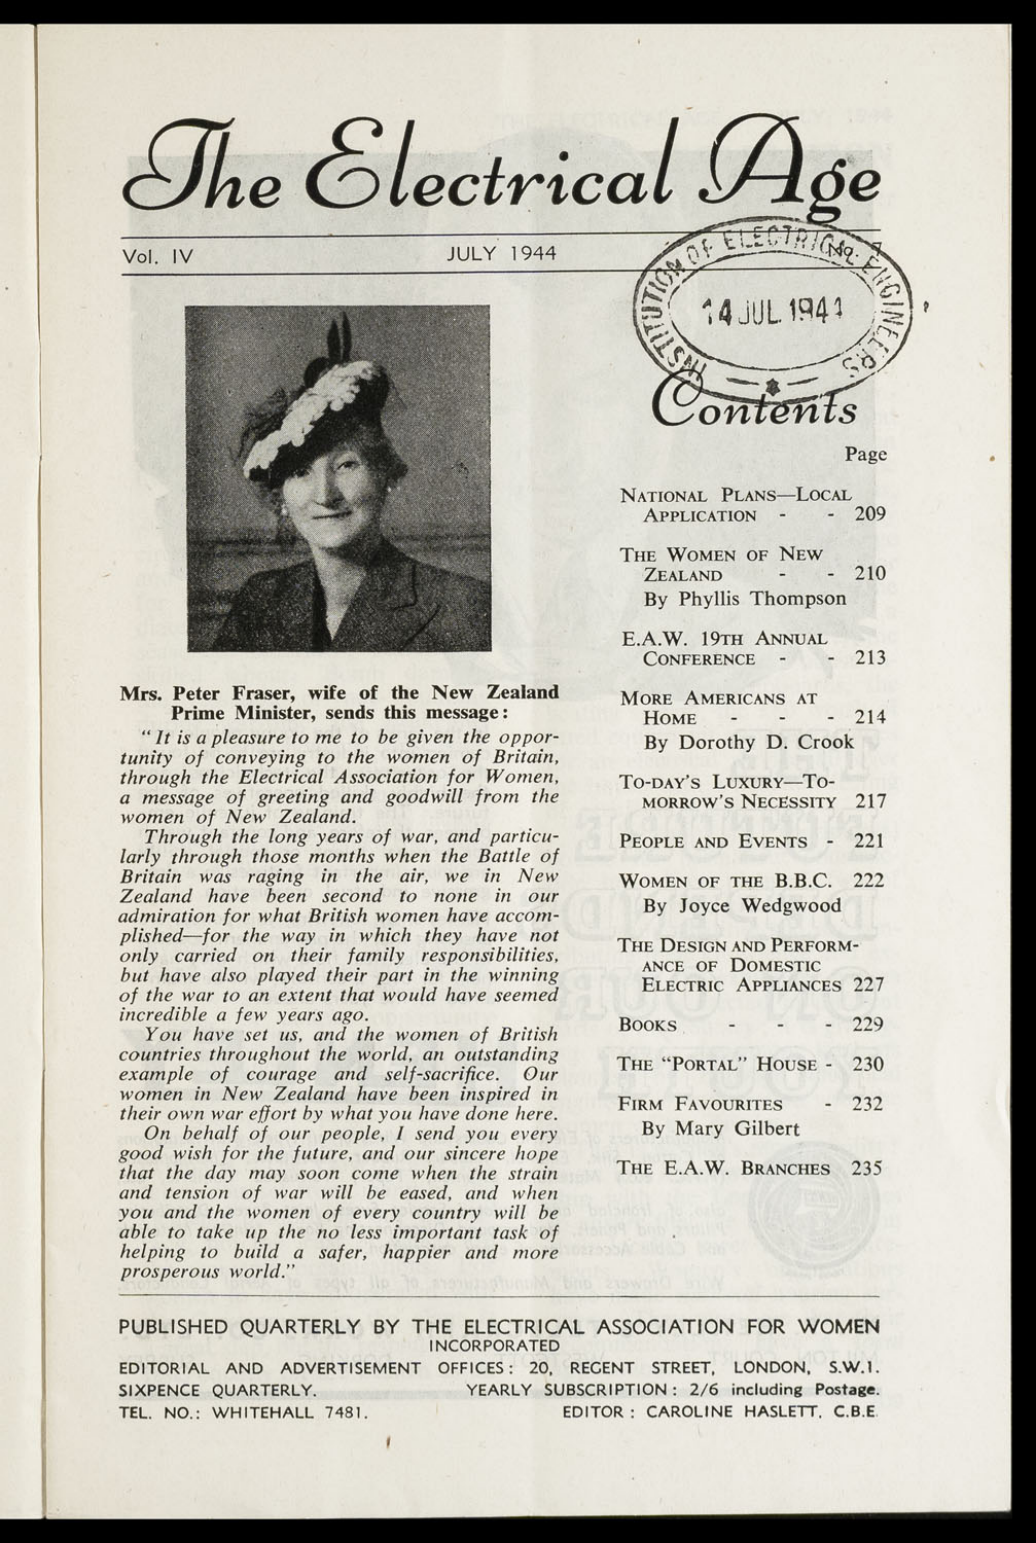 The Electrical Age
Vol. IV JULY 1944 No. 7
INSTITUTION OF ELECTRICAL ENGINEERS
14 JUL 1944
Contents
Page
NATIONAL PLANS—LOCAL
APPLICATION - - 209
THE WOMEN OF NEW
ZEALAND - - 210
By Phyllis Thompson
E.A.W. 19TH ANNUAL
CONFERENCE - - 213
MORE AMERICANS AT
HOME - - - 214
By Dorothy D. Crook
TO-DAY'S LUXURY—TO-
MORROW'S NECESSITY 217
PEOPLE AND EVENTS - 221
WOMEN OF THE B.B.C. 222
By Joyce Wedgwood
THE DESIGN AND PERFORM-
ANCE OF DOMESTIC
ELECTRIC APPLIANCES 227
BOOKS - - - 229
THE "PORTAL" HOUSE - 230
FIRM FAVOURITES - 232
By Mary Gilbert
THE E.A.W. BRANCHES 235
Mrs. Peter Fraser, wife of the New Zealand
Prime Minister, sends this message:
"It is a pleasure to me to be given the oppor-
tunity of conveying to the women of Britain,
through the Electrical Association for Women,
a message of greeting and goodwill from the
women of New Zealand.
Through the long years of war, and particu-
larly through those months when the Battle of
Britain was raging in the air, we in New
Zealand have been second to none in our
admiration for what British women have accom-
plished—for the way in which they have not
only carried on their family responsibilities,
but have also played their part in the winning
of the war to an extent that would have seemed
incredible a few years ago.
You have set us, and the women of British
countries throughout the world, an outstanding
example of courage and self-sacrifice. Our
women in New Zealand have been inspired in
their own war effort by what you have done here.
On behalf of our people, I send you every
good wish for the future, and our sincere hope
that the day may soon come when the strain
and tension of war will be eased, and when
you and the women of every country will be
able to take up the no less important task of
helping to build a safer, happier and more
prosperous world."
PUBLISHED QUARTERLY BY THE ELECTRICAL ASSOCIATION FOR WOMEN
INCORPORATED
EDITORIAL AND ADVERTISEMENT OFFICES: 20, REGENT STREET, LONDON, S.W.1.
SIXPENCE QUARTERLY. YEARLY SUBSCRIPTION: 2/6 including Postage.
TEL. NO.: WHITEHALL 7481. EDITOR: CAROLINE HASLETT, C.B.E.